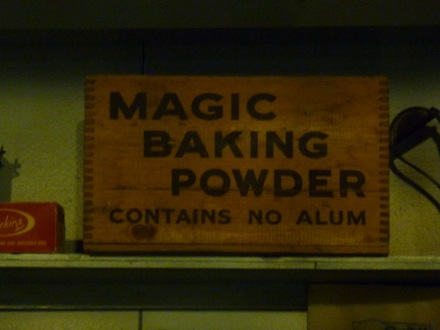 MAGIC
BAKING
POWDER
CONTAINS NO ALUM